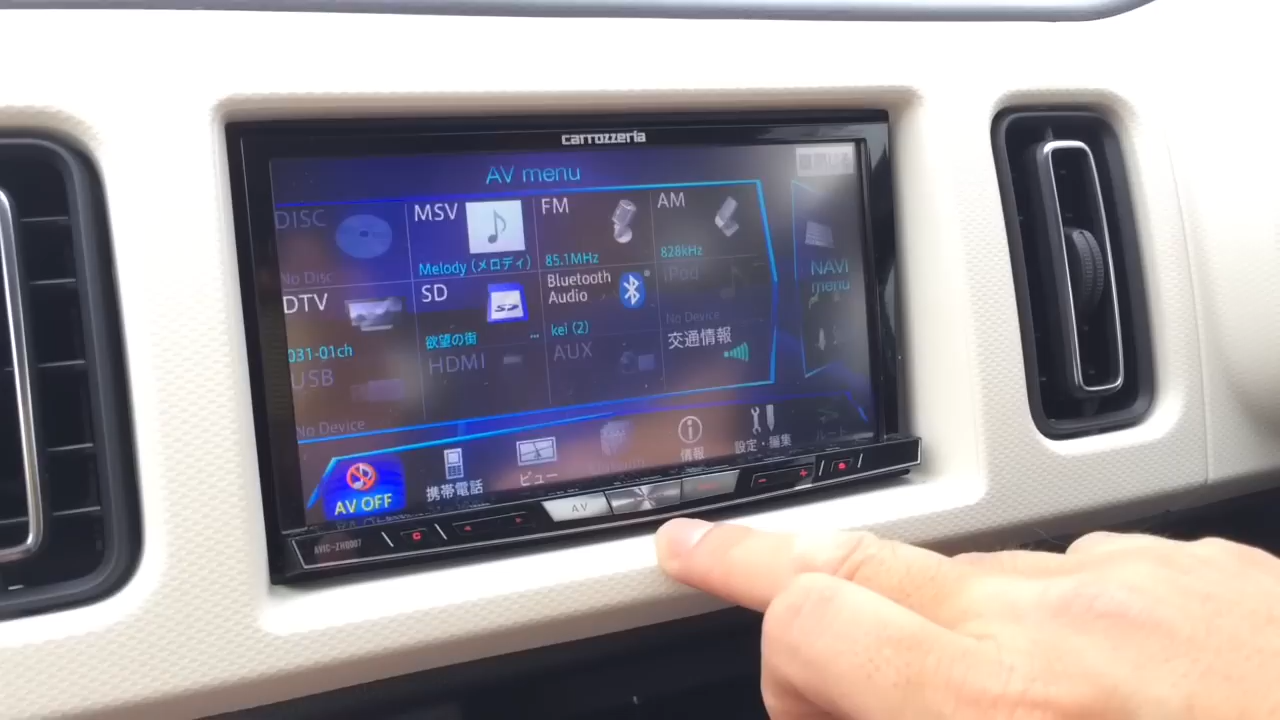 carrozzeria
AV menu
DISC
No Disc
MSV
Melody (メロディ)
FM
85.1MHz
AM
828kHz
DTV
031-01ch
SD
欲望の街
...
Bluetooth
Audio
kei (2)
iPod
No Device
USB
No Device
HDMI
AUX
交通情報
NAVI
menu
AV OFF
携帯電話
ビュー
情報
設定・編集
AVIC-ZH0007
AV